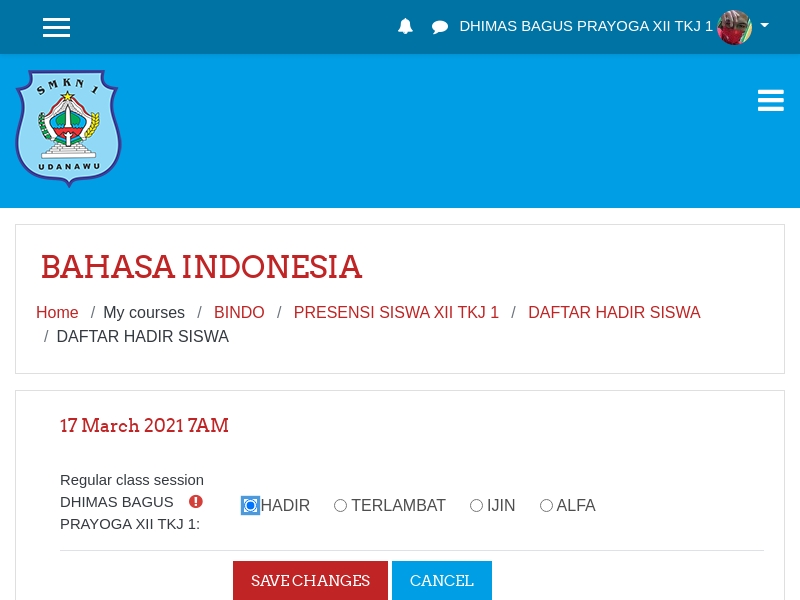 DHIMAS BAGUS PRAYOGA XII TKJ 1
SMKN 1
UDANAWU
BAHASA INDONESIA
Home / My courses / BINDO / PRESENSI SISWA XII TKJ 1 / DAFTAR HADIR SISWA
/ DAFTAR HADIR SISWA
17 March 2021 7AM
Regular class session
DHIMAS BAGUS
PRAYOGA XII TKJ 1:
HADIR TERLAMBAT IJIN ALFA
SAVE CHANGES CANCEL